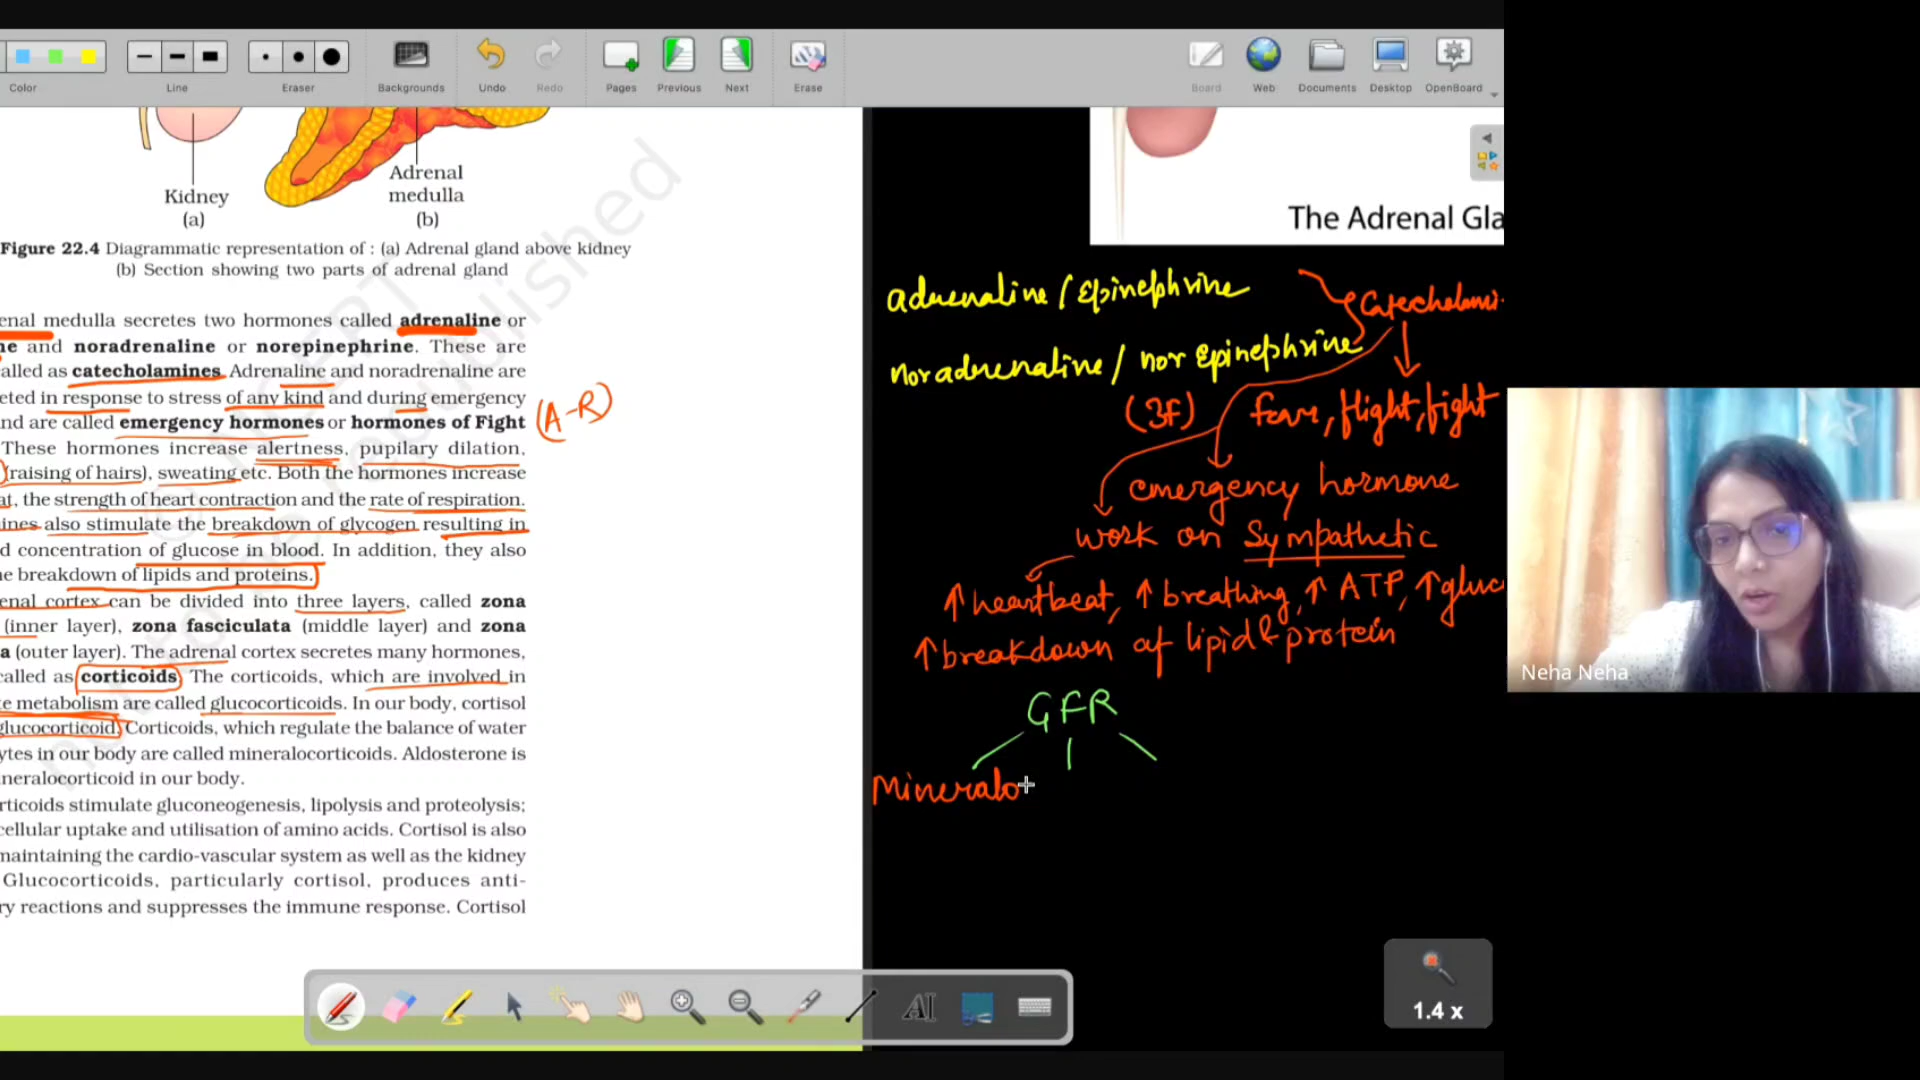 Color
Line
Eraser
Backgrounds
Undo
Redo
Pages
Previous
Next
Erase
Board
Web
Documents
Desktop
OpenBoard
Kidney
(a)
Adrenal
medulla
(b)
Figure 22.4 Diagrammatic representation of : (a) Adrenal gland above kidney
(b) Section showing two parts of adrenal gland
enal medulla secretes two hormones called adrenaline or
ne and noradrenaline or norepinephrine. These are
alled as catecholamines. Adrenaline and noradrenaline are
eted in response to stress of any kind and during emergency
nd are called emergency hormones or hormones of Fight
These hormones increase alertness, pupilary dilation,
(raising of hairs), sweating etc. Both the hormones increase
at, the strength of heart contraction and the rate of respiration.
ines also stimulate the breakdown of glycogen resulting in
d concentration of glucose in blood. In addition, they also
he breakdown of lipids and proteins.
enal cortex can be divided into three layers, called zona
(inner layer), zona fasciculata (middle layer) and zona
a (outer layer). The adrenal cortex secretes many hormones,
called as corticoids. The corticoids, which are involved in
te metabolism are called glucocorticoids. In our body, cortisol
glucocorticoid. Corticoids, which regulate the balance of water
ytes in our body are called mineralocorticoids. Aldosterone is
neralocorticoid in our body.
rticoids stimulate gluconeogenesis, lipolysis and proteolysis;
cellular uptake and utilisation of amino acids. Cortisol is also
maintaining the cardio-vascular system as well as the kidney
Glucocorticoids, particularly cortisol, produces anti-
ry reactions and suppresses the immune response. Cortisol
(A-R)
The Adrenal Gla
adrenaline / Epinephrine
Noradrenaline / nor Epinephrine
Catecholami
(3F) fear, flight, fight
emergency hormone
work on Sympathetic
↑heartbeat, ↑breathing, ↑ATP, ↑gluc
↑breakdown of lipid & protein
GFR
Mineralo
Neha Neha
1.4 x